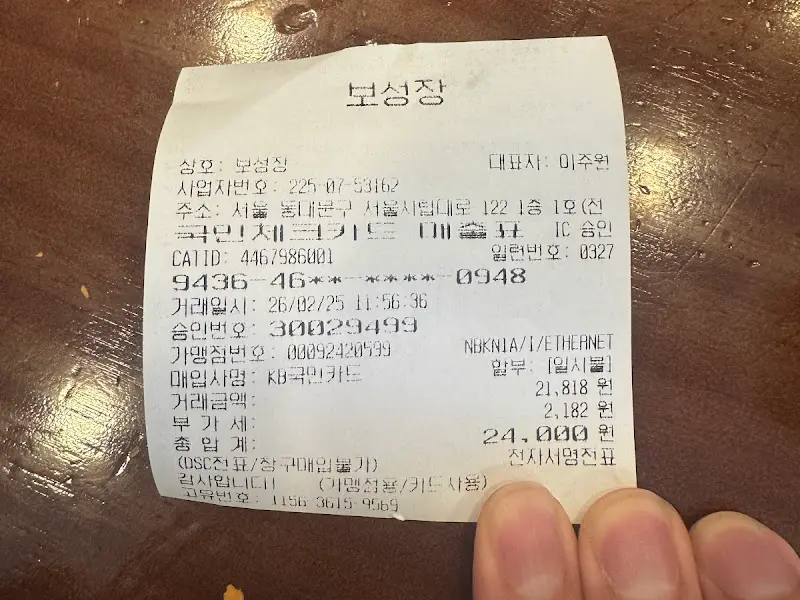 보성장
상호: 보성장 대표자: 이주원
사업자번호: 225-07-53162
주소: 서울 동대문구 서울시립대로 122 1층 1호(전
국민체크카드 매출표 IC 승인
CATID: 4467986001 일련번호: 0327
9436-46**-****-0948
거래일시: 26/02/25 11:56:36
승인번호: 30029499
가맹점번호: 00092420599 NBKN1A/I/ETHERNET
매입사명: KB국민카드 할부: [일시불]
거래금액: 21,818 원
부 가 세: 2,182 원
총 합 계: 24,000 원
(DSC전표/창구매입불가) 전자서명전표
감사합니다! (가맹점용/카드사용)
고유번호: 1156-3615-9569